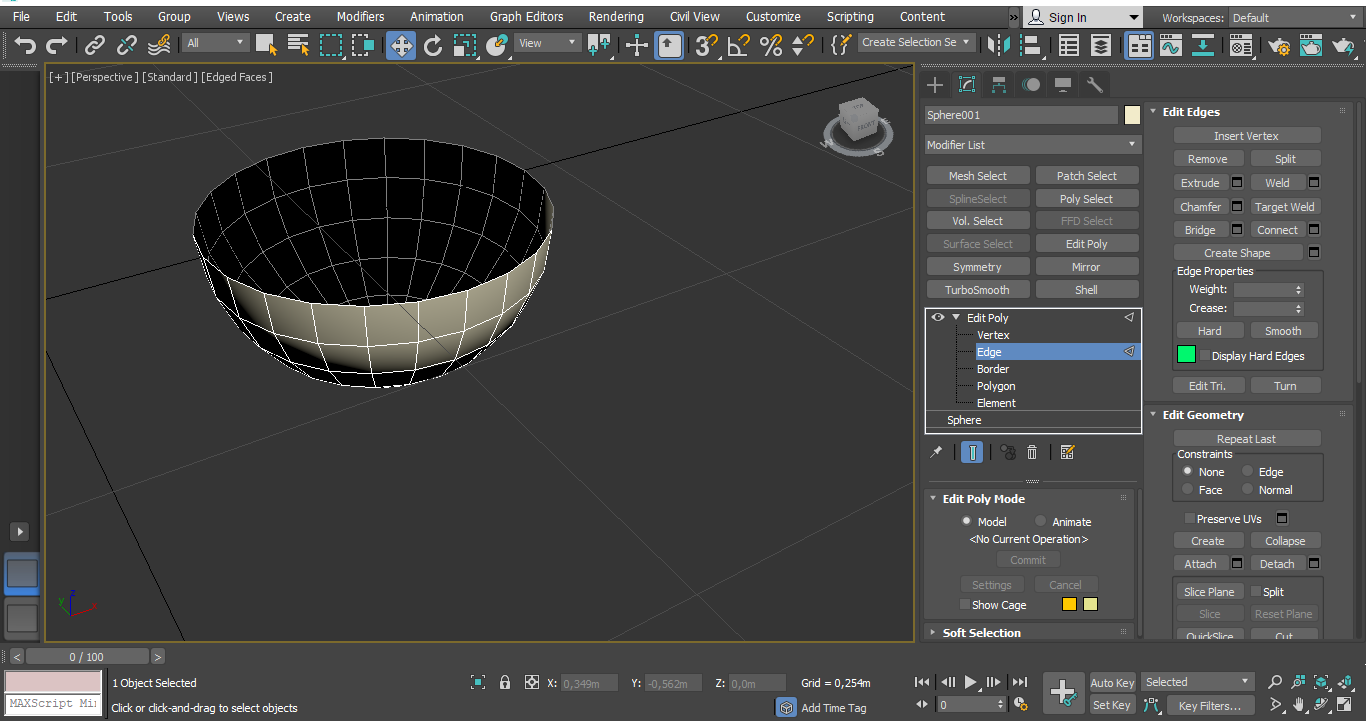 File Edit Tools Group Views Create Modifiers Animation Graph Editors Rendering Civil View Customize Scripting Content » Sign In Workspaces: Default
All View 3 Create Selection Se
[+] [Perspective] [Standard] [Edged Faces]
FRONT
W S
Sphere001
Modifier List
Mesh Select Patch Select
SplineSelect Poly Select
Vol. Select FFD Select
Surface Select Edit Poly
Symmetry Mirror
TurboSmooth Shell
Edit Poly
Vertex
Edge
Border
Polygon
Element
Sphere
Edit Poly Mode
Model Animate
<No Current Operation>
Commit
Settings Cancel
Show Cage
Soft Selection
Edit Edges
Insert Vertex
Remove Split
Extrude Weld
Chamfer Target Weld
Bridge Connect
Create Shape
Edge Properties
Weight:
Crease:
Hard Smooth
Display Hard Edges
Edit Tri. Turn
Edit Geometry
Repeat Last
Constraints
None Edge
Face Normal
Preserve UVs
Create Collapse
Attach Detach
Slice Plane Split
Slice Reset Plane
QuickSlice Cut
z
y
< 0 / 100 >
1 Object Selected X: 0,349m Y: -0,562m Z: 0,0m Grid = 0,254m Auto Key Selected
MAXScript Mi
Click or click-and-drag to select objects Add Time Tag 0 Set Key Key Filters...